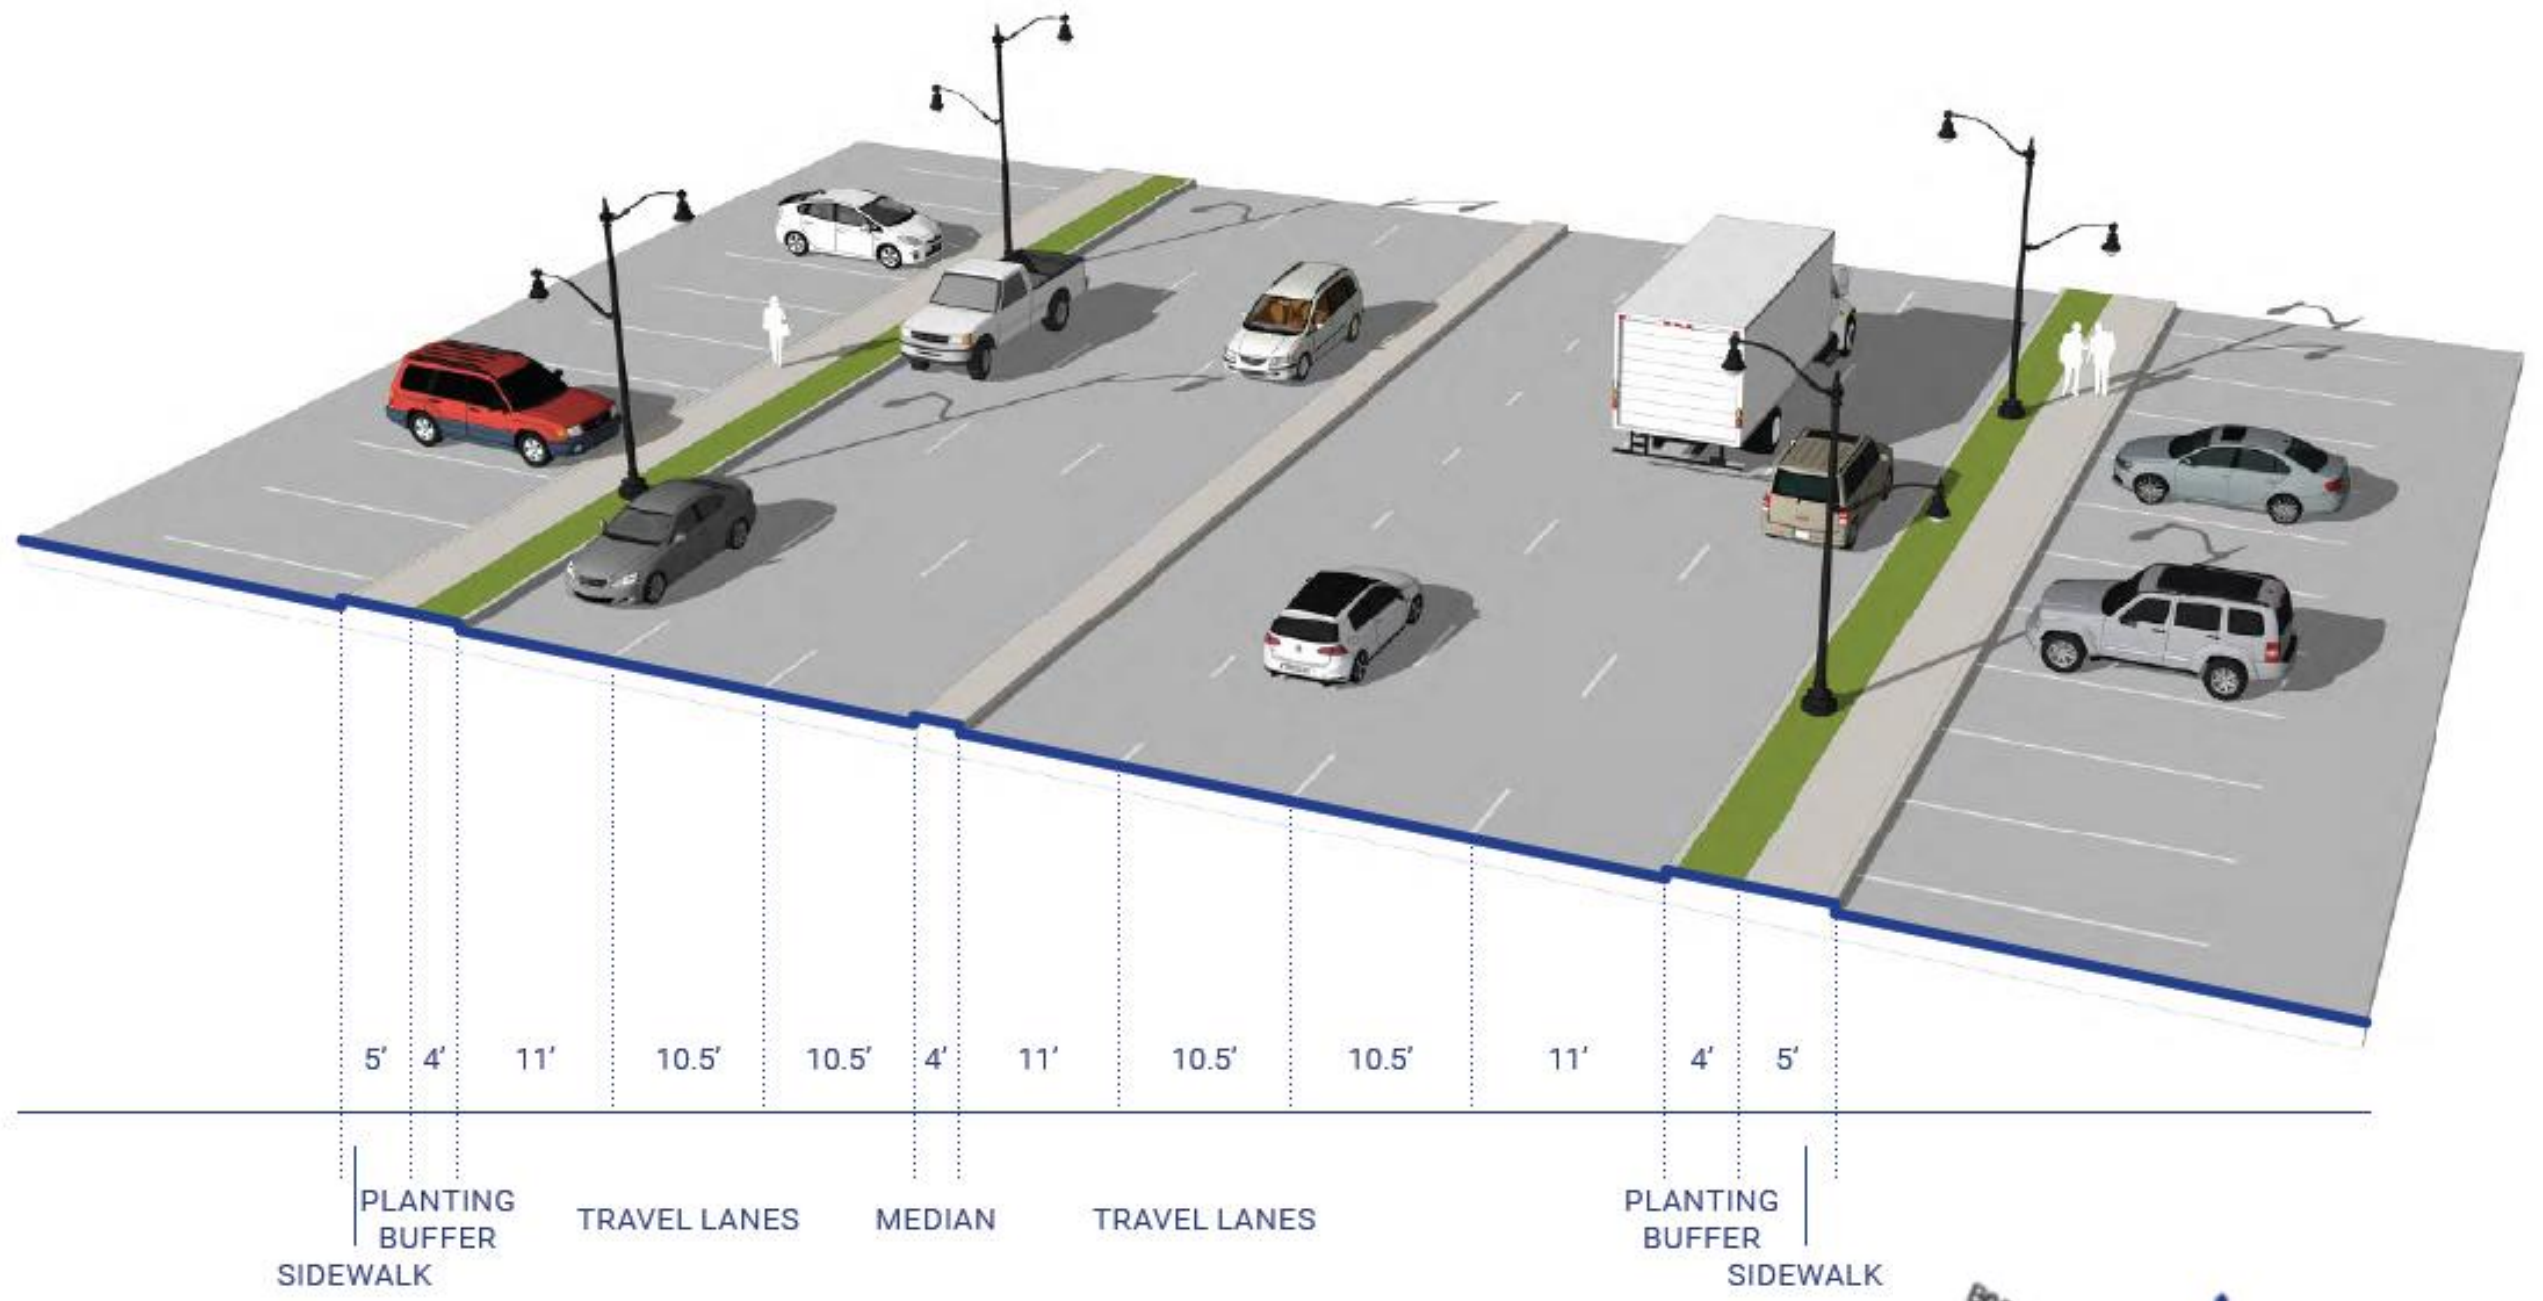 5’ 4’ 11’ 10.5’ 10.5’ 4’ 11’ 10.5’ 10.5’ 11’ 4’ 5’
PLANTING
BUFFER
SIDEWALK
TRAVEL LANES
MEDIAN
TRAVEL LANES
PLANTING
BUFFER
SIDEWALK